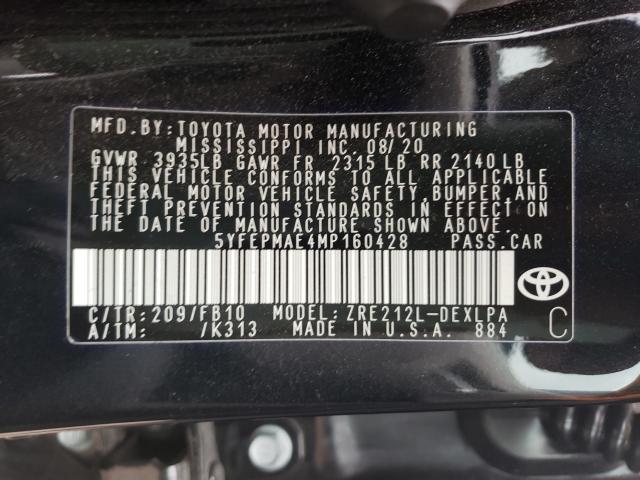 MFD.BY:TOYOTA MOTOR MANUFACTURING
MISSISSIPPI INC. 08/20
GVWR 3935LB GAWR FR 2315 LB RR 2140 LB
THIS VEHICLE CONFORMS TO ALL APPLICABLE
FEDERAL MOTOR VEHICLE SAFETY, BUMPER AND
THEFT PREVENTION STANDARDS IN EFFECT ON
THE DATE OF MANUFACTURE SHOWN ABOVE.
5YFEPMAE4MP160428 PASS.CAR
C/TR:209/FB10 MODEL:ZRE212L-DEXLPA
A/TM: /K313 MADE IN U.S.A. 884 C